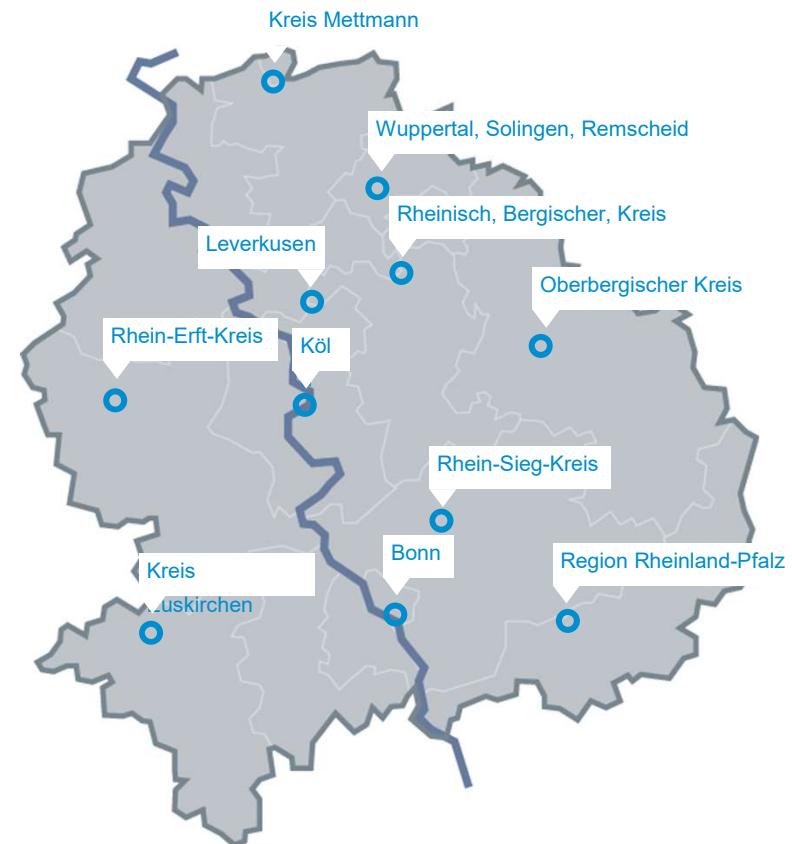 Kreis Mettmann
Wuppertal, Solingen, Remscheid
Rheinisch, Bergischer, Kreis
Leverkusen
Oberbergischer Kreis
Rhein-Erft-Kreis
Köl
Rhein-Sieg-Kreis
Bonn
Region Rheinland-Pfalz
Kreis
Euskirchen